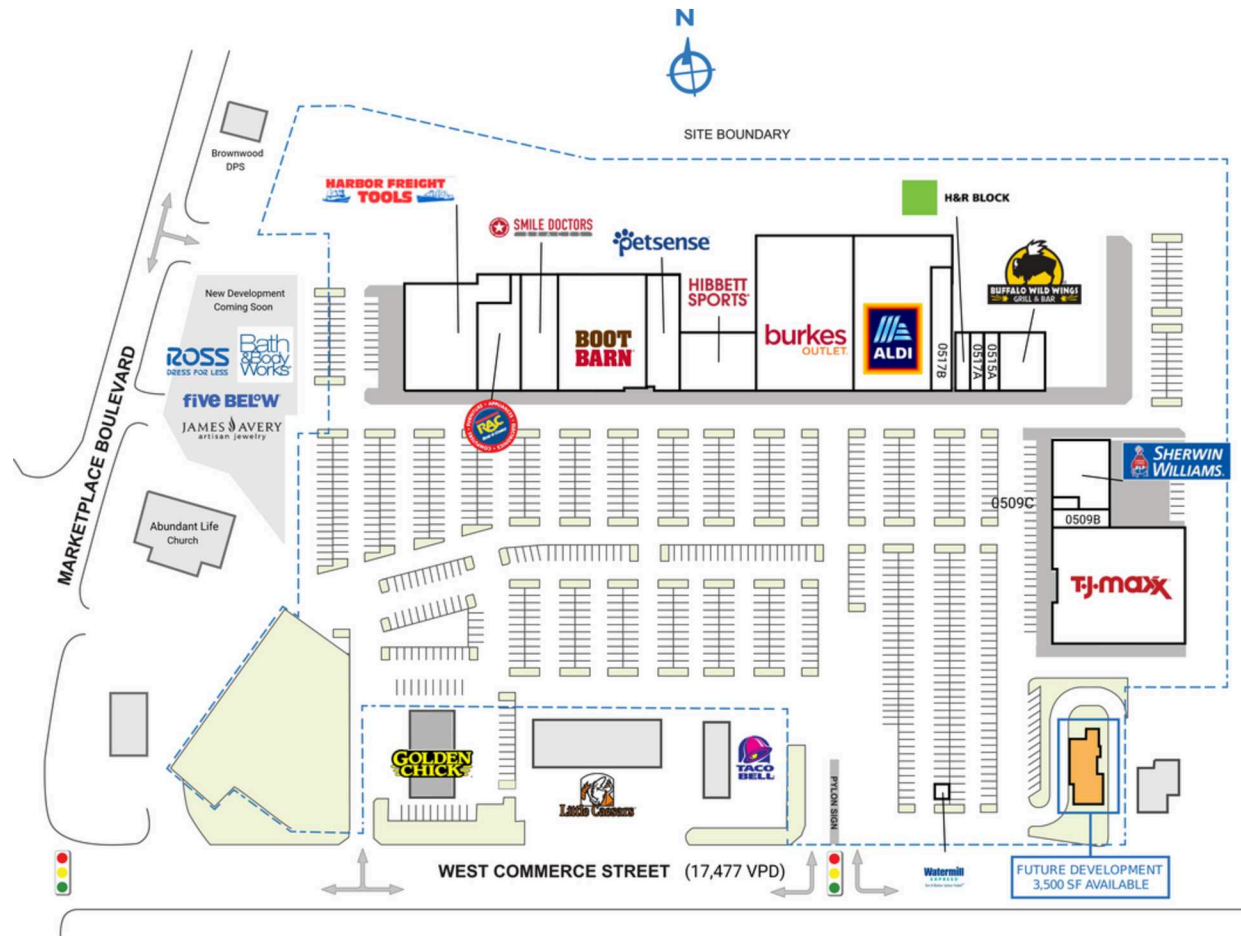 N
SITE BOUNDARY
Brownwood
DPS
HARBOR FREIGHT
TOOLS
SMILE DOCTORS
petsense
HIBBETT
SPORTS
H&R BLOCK
BUFFALO WILD WINGS
GRILL & BAR
New Development
Coming Soon
ROSS
DRESS FOR LESS
Bath
& Body
Works
five BELOW
JAMES AVERY
artisan jewelry
BOOT
BARN
burkes
OUTLET
ALDI
0517B
0517A
0515A
RAC
MARKETPLACE BOULEVARD
SHERWIN
WILLIAMS.
0509C
0509B
Abundant Life
Church
T.J.maxx
GOLDEN
CHICK
Little Caesars
TACO
BELL
PYLON SIGN
WEST COMMERCE STREET (17,477 VPD)
Watermill
EXPRESS
FUTURE DEVELOPMENT
3,500 SF AVAILABLE